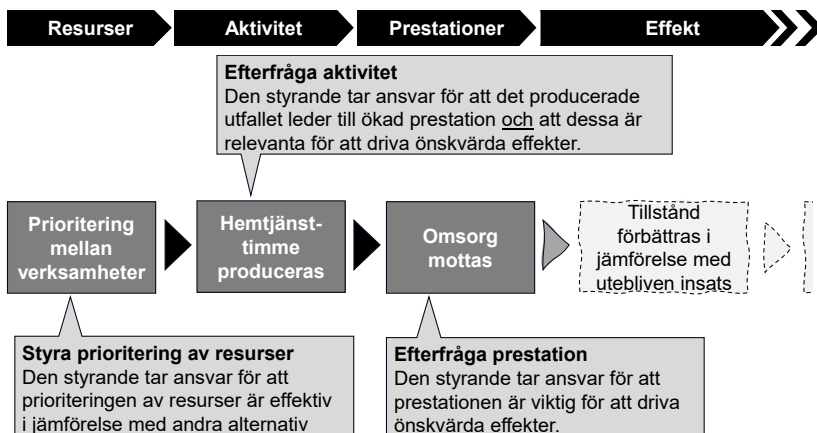 Resurser
Aktivitet
Prestationer
Effekt
Efterfråga aktivitet
Den styrande tar ansvar för att det producerade
utfallet leder till ökad prestation och att dessa är
relevanta för att driva önskvärda effekter.
Prioritering
mellan
verksamheter
Hemtjänst-
timme
produceras
Omsorg
mottas
Tillstånd
förbättras i
jämförelse med
utebliven insats
Styra prioritering av resurser
Den styrande tar ansvar för att
prioriteringen av resurser är effektiv
i jämförelse med andra alternativ
Efterfråga prestation
Den styrande tar ansvar för att
prestationen är viktig för att driva
önskvärda effekter.